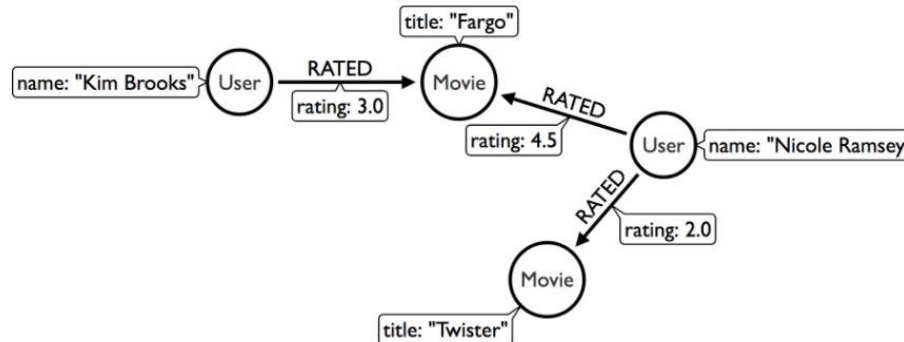 title: "Fargo"
name: "Kim Brooks"
User
RATED
rating: 3.0
Movie
RATED
rating: 4.5
User
name: "Nicole Ramsey
RATED
rating: 2.0
Movie
title: "Twister"